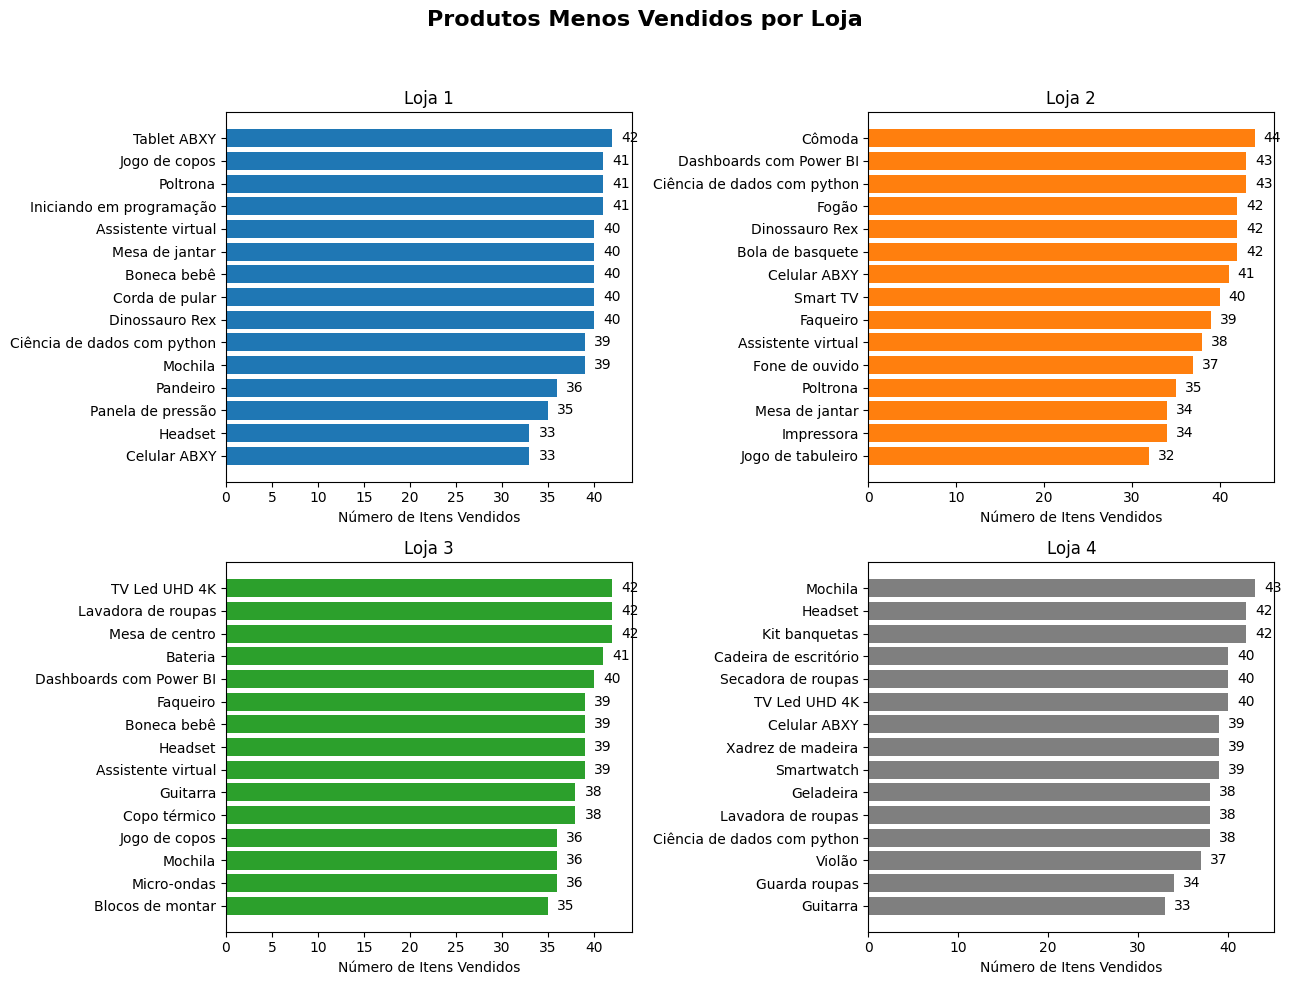 Produtos Menos Vendidos por Loja
Loja 1
Tablet ABXY 42
Jogo de copos 41
Poltrona 41
Iniciando em programação 41
Assistente virtual 40
Mesa de jantar 40
Boneca bebê 40
Corda de pular 40
Dinossauro Rex 40
Ciência de dados com python 39
Mochila 39
Pandeiro 36
Panela de pressão 35
Headset 33
Celular ABXY 33
0 5 10 15 20 25 30 35 40
Número de Itens Vendidos
Loja 2
Cômoda 44
Dashboards com Power BI 43
Ciência de dados com python 43
Fogão 42
Dinossauro Rex 42
Bola de basquete 42
Celular ABXY 41
Smart TV 40
Faqueiro 39
Assistente virtual 38
Fone de ouvido 37
Poltrona 35
Mesa de jantar 34
Impressora 34
Jogo de tabuleiro 32
0 10 20 30 40
Número de Itens Vendidos
Loja 3
TV Led UHD 4K 42
Lavadora de roupas 42
Mesa de centro 42
Bateria 41
Dashboards com Power BI 40
Faqueiro 39
Boneca bebê 39
Headset 39
Assistente virtual 39
Guitarra 38
Copo térmico 38
Jogo de copos 36
Mochila 36
Micro-ondas 36
Blocos de montar 35
0 5 10 15 20 25 30 35 40
Número de Itens Vendidos
Loja 4
Mochila 43
Headset 42
Kit banquetas 42
Cadeira de escritório 40
Secadora de roupas 40
TV Led UHD 4K 40
Celular ABXY 39
Xadrez de madeira 39
Smartwatch 39
Geladeira 38
Lavadora de roupas 38
Ciência de dados com python 38
Violão 37
Guarda roupas 34
Guitarra 33
0 10 20 30 40
Número de Itens Vendidos